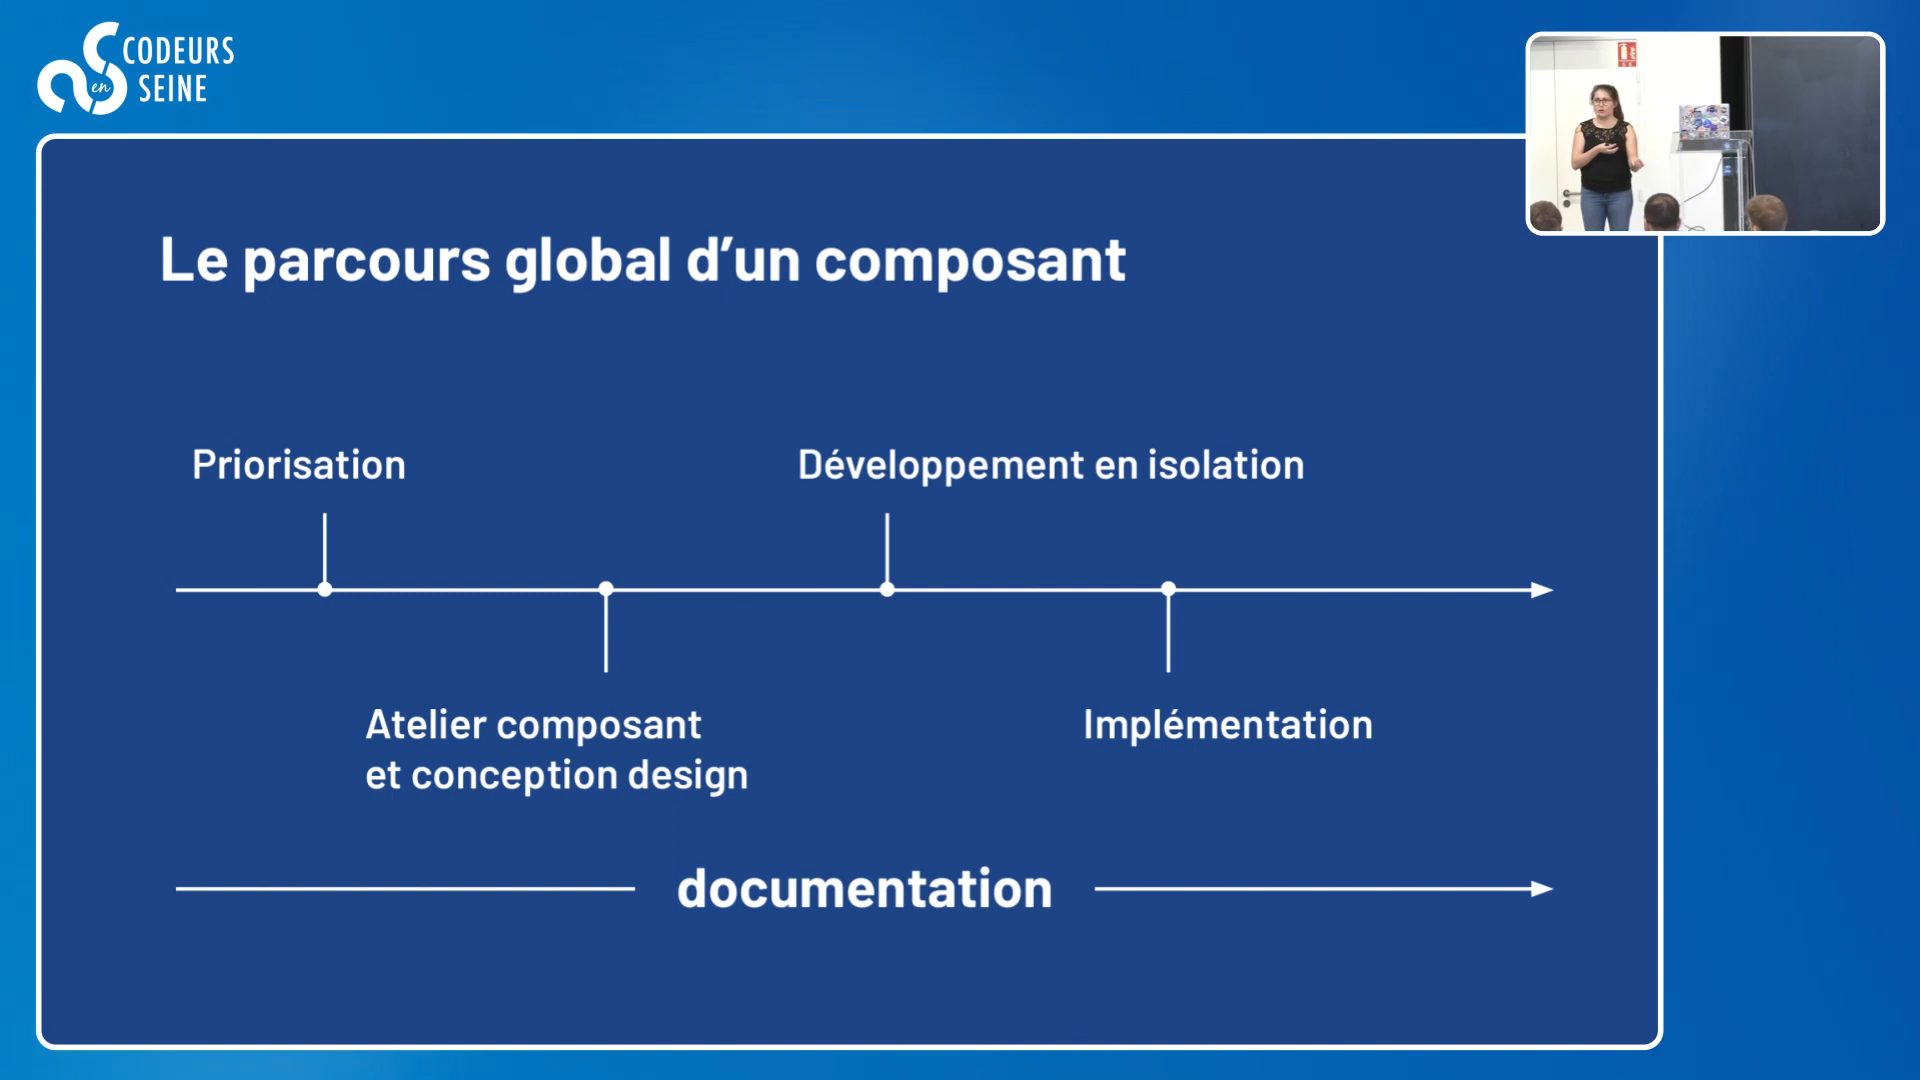 CODEURS
en
SEINE
Le parcours global d’un composant
Priorisation
Développement en isolation
Atelier composant
et conception design
Implémentation
documentation